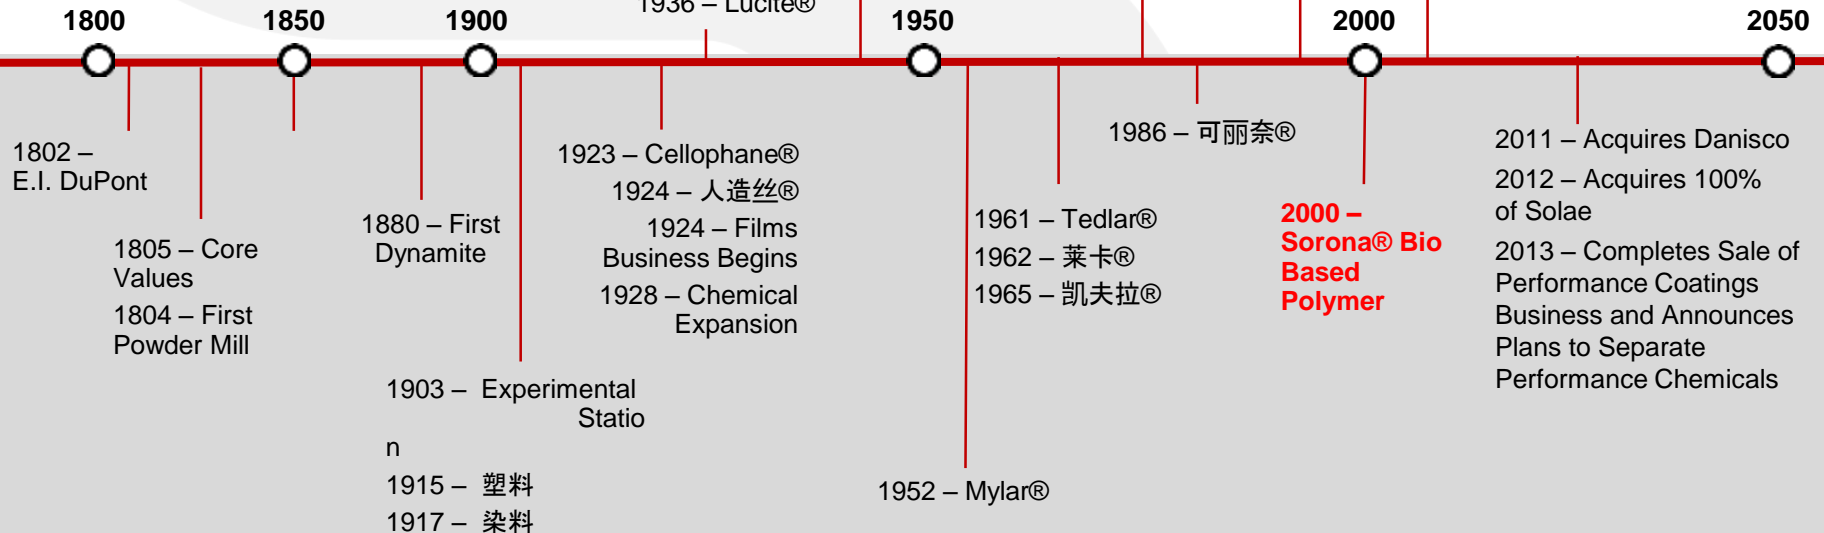 1936 – Lucite®
1800
1850
1900
1950
2000
2050
1802 –
E.I. DuPont
1805 – Core
Values
1804 – First
Powder Mill
1880 – First
Dynamite
1903 – Experimental
Statio
n
1915 – 塑料
1917 – 染料
1923 – Cellophane®
1924 – 人造丝®
1924 – Films
Business Begins
1928 – Chemical
Expansion
1952 – Mylar®
1961 – Tedlar®
1962 – 莱卡®
1965 – 凯夫拉®
1986 – 可丽奈®
2000 –
Sorona® Bio
Based
Polymer
2011 – Acquires Danisco
2012 – Acquires 100%
of Solae
2013 – Completes Sale of
Performance Coatings
Business and Announces
Plans to Separate
Performance Chemicals